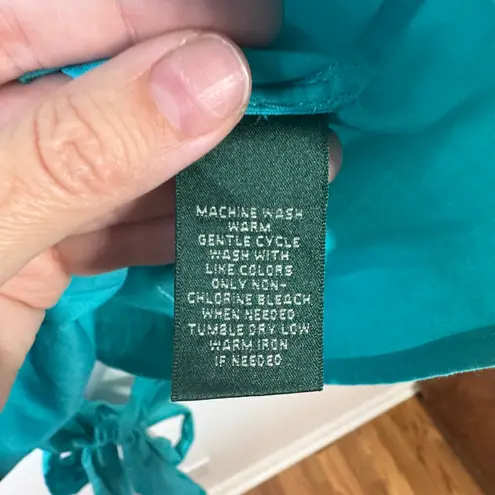 MACHINE WASH
WARM
GENTLE CYCLE
WASH WITH
LIKE COLORS
ONLY NON-
CHLORINE BLEACH
WHEN NEEDED
TUMBLE DRY LOW
WARM IRON
IF NEEDED